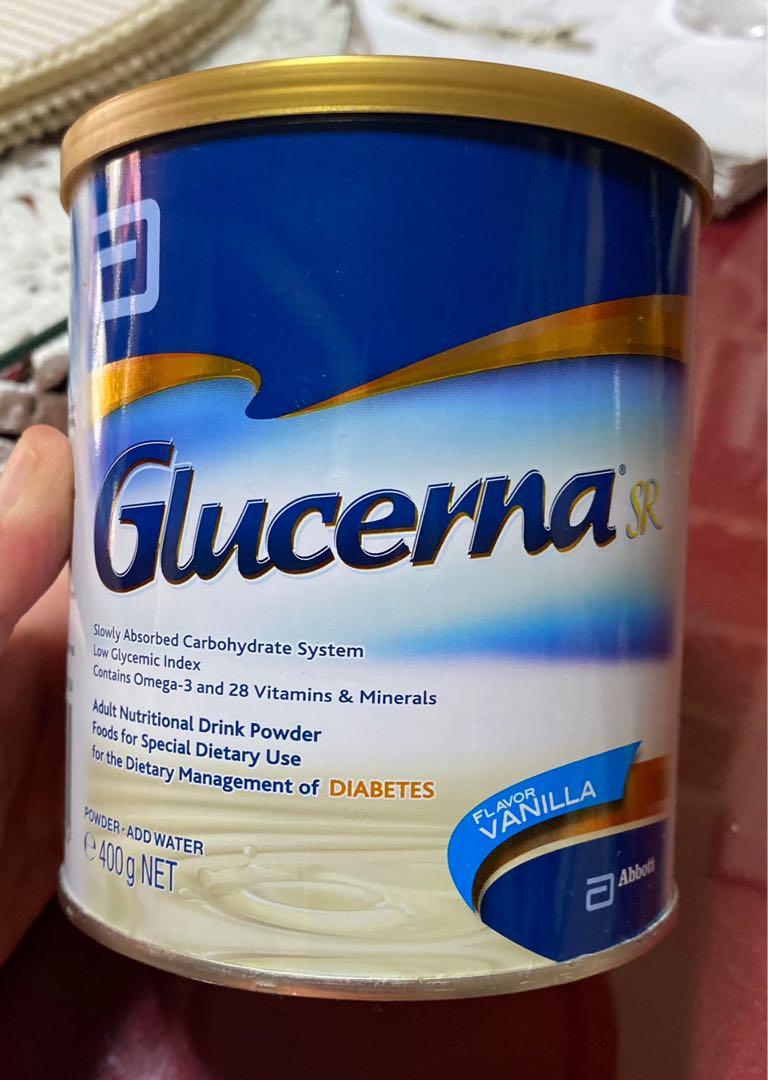 Glucerna® SR
Slowly Absorbed Carbohydrate System
Low Glycemic Index
Contains Omega-3 and 28 Vitamins & Minerals
Adult Nutritional Drink Powder
Foods for Special Dietary Use
for the Dietary Management of DIABETES
FLAVOR
VANILLA
POWDER • ADD WATER
℮ 400g NET
Abbott